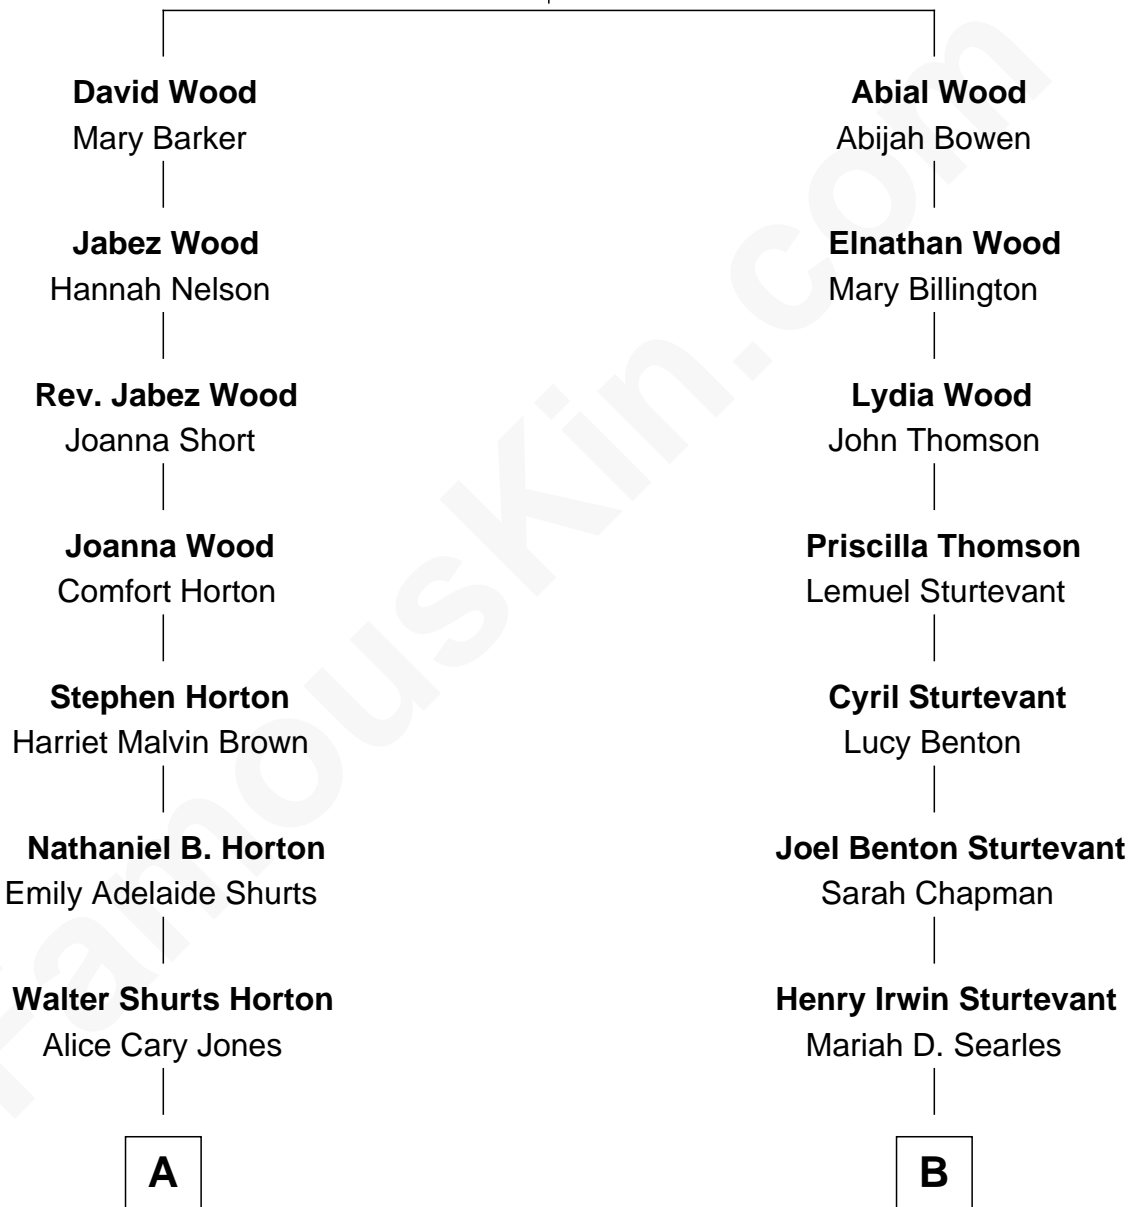 David Wood
Mary Barker
Abial Wood
Abijah Bowen
Jabez Wood
Hannah Nelson
Elnathan Wood
Mary Billington
Rev. Jabez Wood
Joanna Short
Lydia Wood
John Thomson
Joanna Wood
Comfort Horton
Priscilla Thomson
Lemuel Sturtevant
Stephen Horton
Harriet Malvin Brown
Cyril Sturtevant
Lucy Benton
Nathaniel B. Horton
Emily Adelaide Shurts
Joel Benton Sturtevant
Sarah Chapman
Walter Shurts Horton
Alice Cary Jones
Henry Irwin Sturtevant
Mariah D. Searles
A
B
FamousKin.com